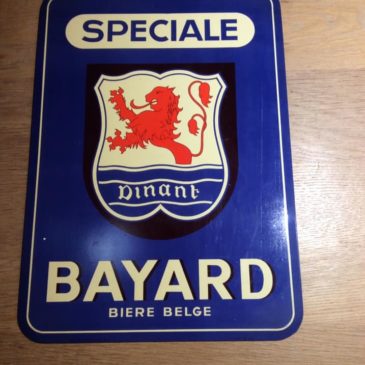 SPECIALE
Dinant
BAYARD
BIERE BELGE